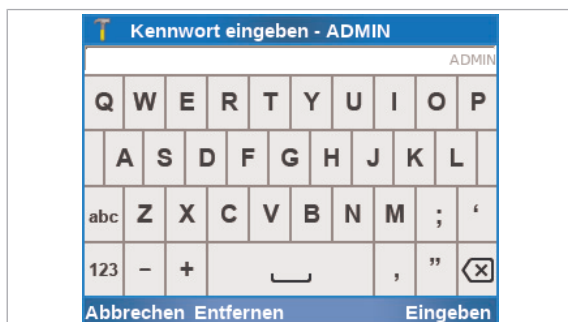 Kennwort eingeben - ADMIN
ADMIN
Q W E R T Y U I O P
A S D F G H J K L
abc Z X C V B N M ; ‘
123 – + , ”
Abbrechen Entfernen Eingeben